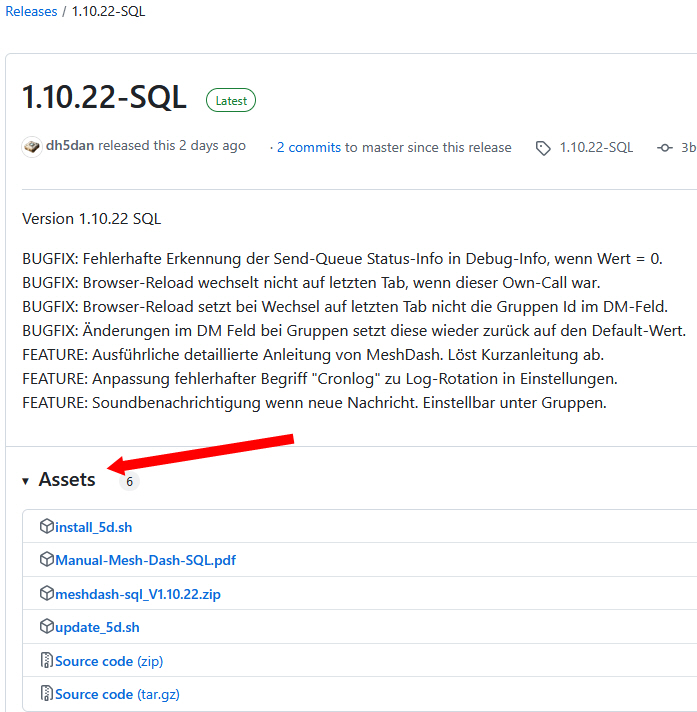 Releases / 1.10.22-SQL
1.10.22-SQL Latest
dh5dan released this 2 days ago · 2 commits to master since this release 1.10.22-SQL 3b
Version 1.10.22 SQL
BUGFIX: Fehlerhafte Erkennung der Send-Queue Status-Info in Debug-Info, wenn Wert = 0.
BUGFIX: Browser-Reload wechselt nicht auf letzten Tab, wenn dieser Own-Call war.
BUGFIX: Browser-Reload setzt bei Wechsel auf letzten Tab nicht die Gruppen Id im DM-Feld.
BUGFIX: Änderungen im DM Feld bei Gruppen setzt diese wieder zurück auf den Default-Wert.
FEATURE: Ausführliche detaillierte Anleitung von MeshDash. Löst Kurzanleitung ab.
FEATURE: Anpassung fehlerhafter Begriff "Cronlog" zu Log-Rotation in Einstellungen.
FEATURE: Soundbenachrichtigung wenn neue Nachricht. Einstellbar unter Gruppen.
Assets 6
install_5d.sh
Manual-Mesh-Dash-SQL.pdf
meshdash-sql_V1.10.22.zip
update_5d.sh
Source code (zip)
Source code (tar.gz)